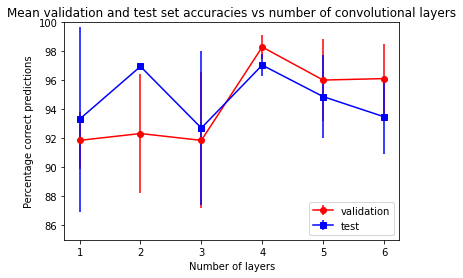 Mean validation and test set accuracies vs number of convolutional layers
100
98
96
94
92
90
88
86
Percentage correct predictions
1 2 3 4 5 6
Number of layers
validation
test